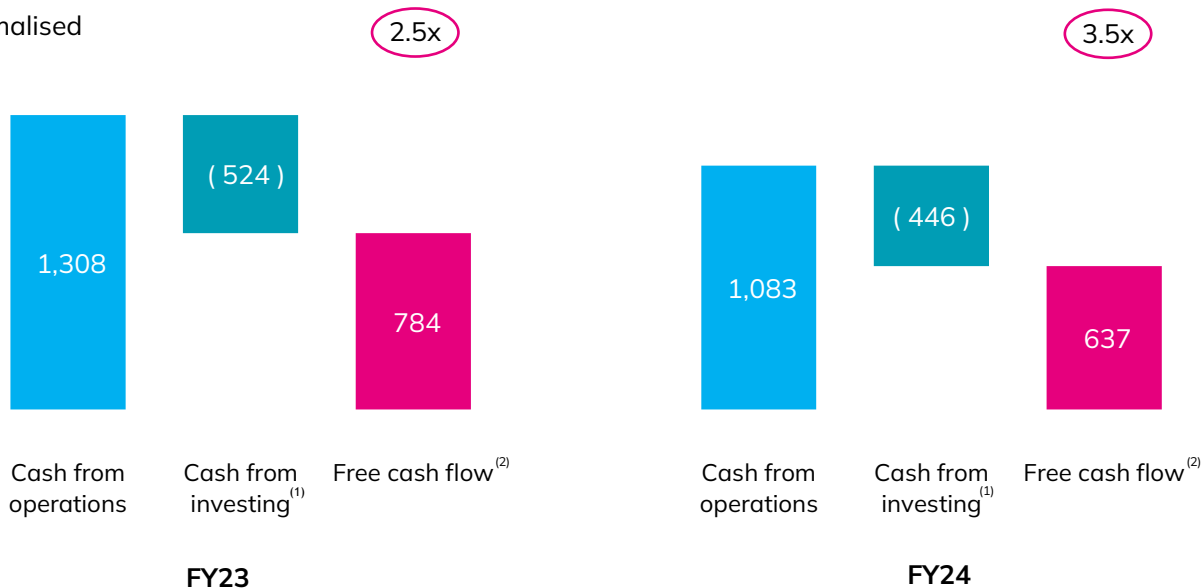 nalised
2.5x
3.5x
1,308
( 524 )
784
1,083
( 446 )
637
Cash from
operations
Cash from
investing(1)
Free cash flow(2)
Cash from
operations
Cash from
investing(1)
Free cash flow(2)
FY23
FY24